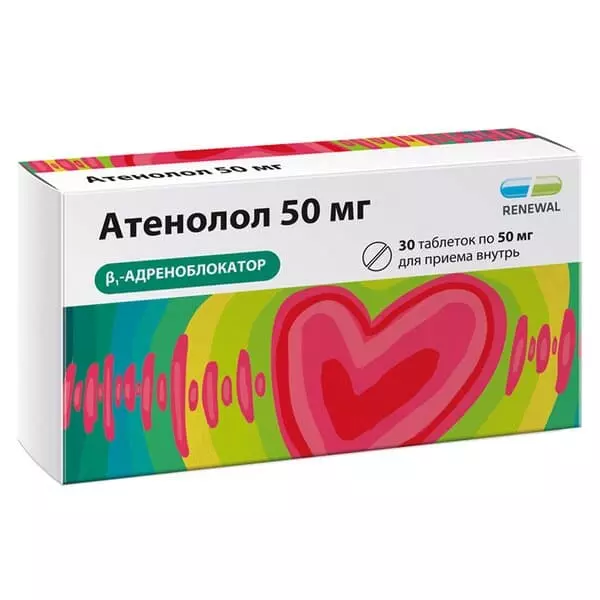 Атенолол 50 мг
Атенолол 50 мг
β₁-АДРЕНОБЛОКАТОР
RENEWAL
30 таблеток по 50 мг
для приема внутрь